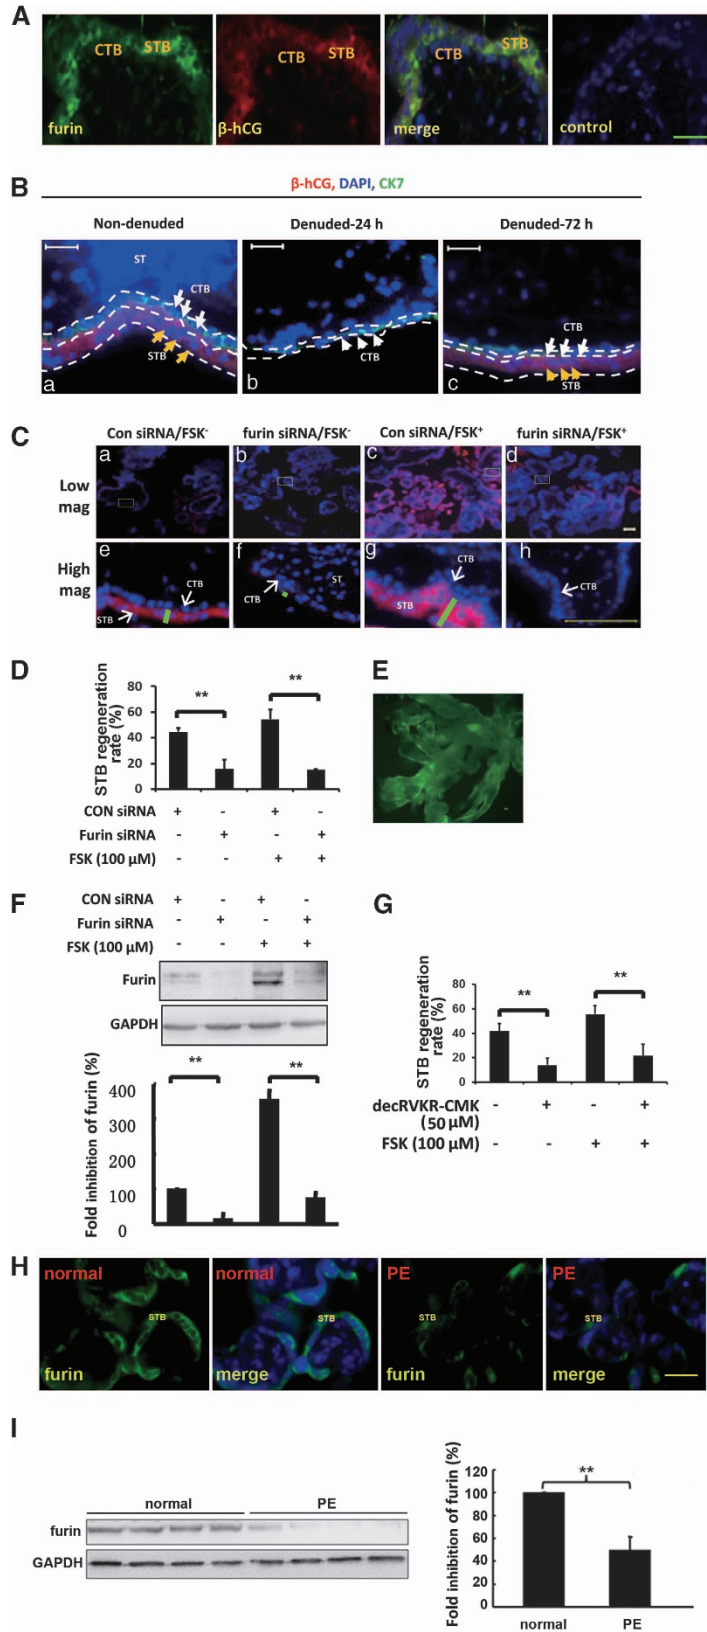 A
CTB STB
furin
CTB STB
β-hCG
CTB STB
merge
control
B
β-hCG, DAPI, CK7
Non-denuded Denuded-24 h Denuded-72 h
ST
CTB
STB
a
CTB
b
CTB
STB
c
C
Con siRNA/FSK⁻ furin siRNA/FSK⁻ Con siRNA/FSK⁺ furin siRNA/FSK⁺
Low
mag
a b c d
High
mag
e
CTB
STB
f
ST
CTB
g
CTB
STB
h
CTB
D
STB regeneration
rate (%)
80
60
40
20
0
** **
CON siRNA + - + -
Furin siRNA - + - +
FSK (100 μM) - - + +
E
F
CON siRNA + - + -
Furin siRNA - + - +
FSK (100 μM) - - + +
Furin
GAPDH
Fold inhibition of furin (%)
400
300
200
100
0
** **
G
STB regeneration
rate (%)
80
60
40
20
0
** **
decRVKR-CMK - + - +
(50 μM)
FSK (100 μM) - - + +
H
normal
STB
furin
normal
STB
merge
PE
STB
furin
PE
STB
merge
I
normal PE
furin
GAPDH
Fold inhibition of furin (%)
120
100
80
60
40
20
0
**
normal PE